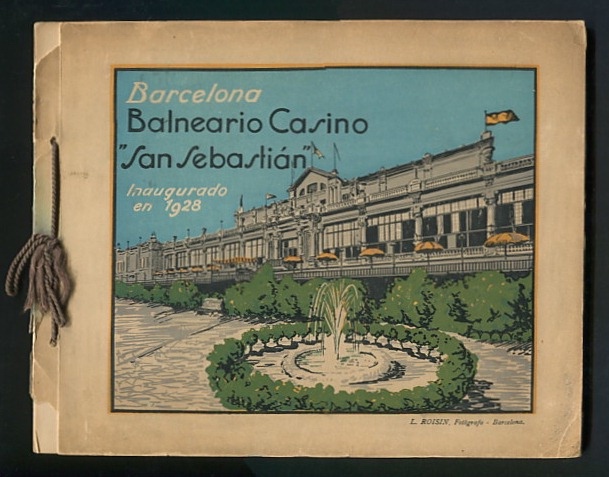 Barcelona
Balneario Casino
"San Sebastián"
Inaugurado
en 1928
L. ROISIN, Fotógrafo - Barcelona.